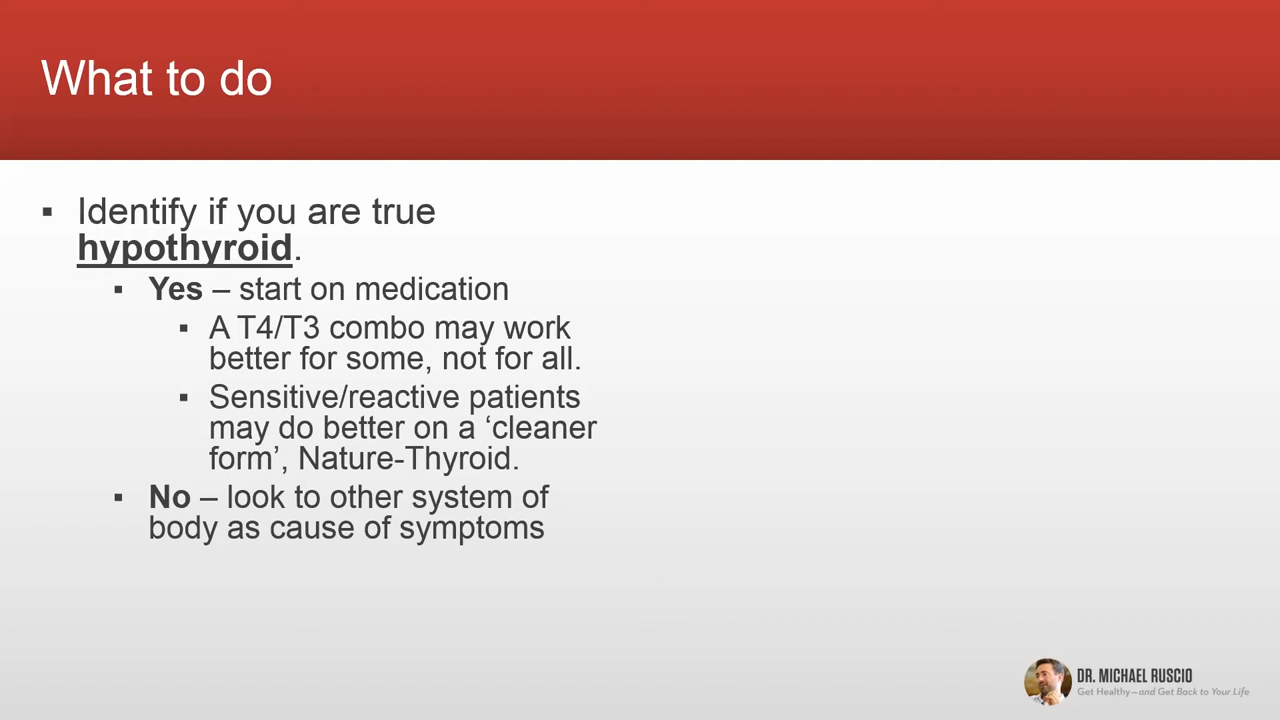 What to do
▪ Identify if you are true
hypothyroid.
▪ Yes – start on medication
▪ A T4/T3 combo may work
better for some, not for all.
▪ Sensitive/reactive patients
may do better on a ‘cleaner
form’, Nature-Thyroid.
▪ No – look to other system of
body as cause of symptoms
DR. MICHAEL RUSCIO
Get Healthy—and Get Back to Your Life